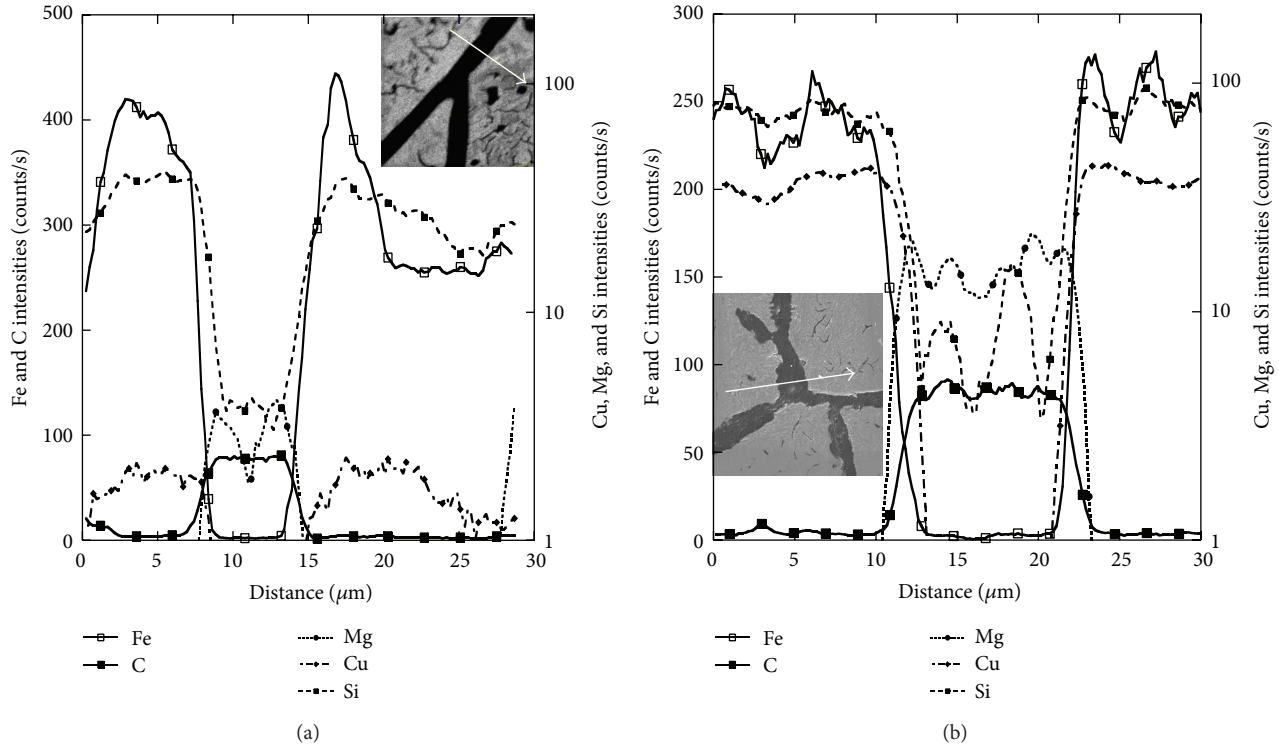 500
400
300
200
100
0
Fe and C intensities (counts/s)
100
10
1
Cu, Mg, and Si intensities (counts/s)
0 5 10 15 20 25 30
Distance (μm)
Fe
C
Mg
Cu
Si
(a)
300
250
200
150
100
50
0
Fe and C intensities (counts/s)
100
10
1
Cu, Mg, and Si intensities (counts/s)
0 5 10 15 20 25 30
Distance (μm)
Fe
C
Mg
Cu
Si
(b)